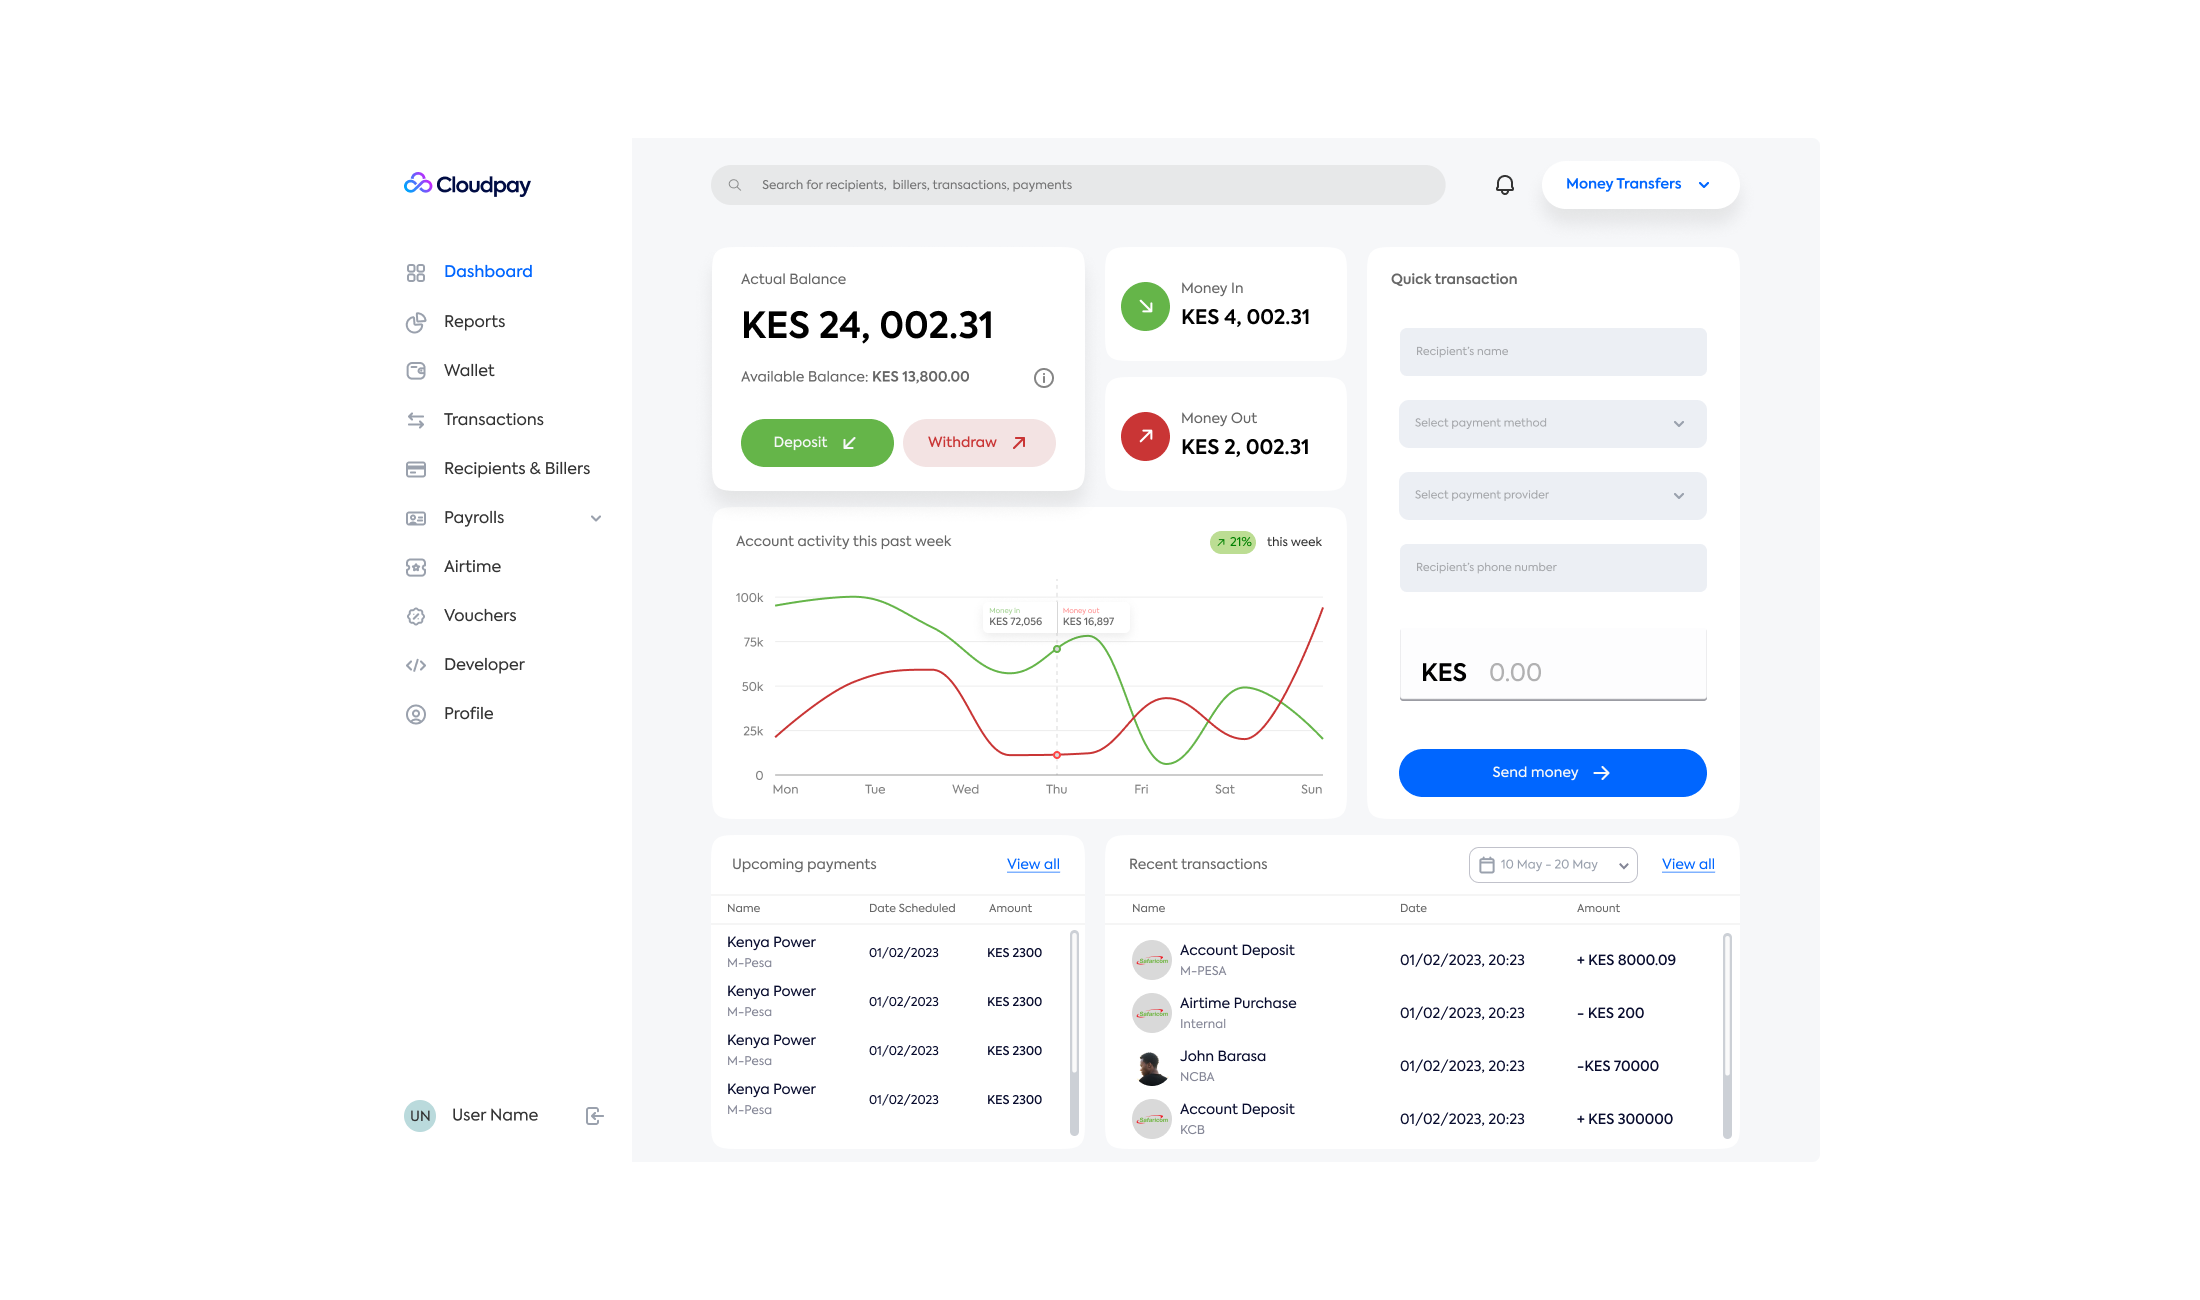 Cloudpay
Dashboard
Reports
Wallet
Transactions
Recipients & Billers
Payrolls
Airtime
Vouchers
Developer
Profile
UN User Name
Search for recipients,  billers, transactions, payments
Money Transfers
Actual Balance
KES 24, 002.31
Available Balance: KES 13,800.00
Deposit
Withdraw
Money In
KES 4, 002.31
Money Out
KES 2, 002.31
Quick transaction
Recipient's name
Select payment method
Select payment provider
Recipient's phone number
KES 0.00
Send money
Account activity this past week
21% this week
100k
75k
50k
25k
0
Money in
KES 72,056
Money out
KES 16,897
Mon Tue Wed Thu Fri Sat Sun
Upcoming payments View all
Name Date Scheduled Amount
Kenya Power
M-Pesa
01/02/2023 KES 2300
Kenya Power
M-Pesa
01/02/2023 KES 2300
Kenya Power
M-Pesa
01/02/2023 KES 2300
Kenya Power
M-Pesa
01/02/2023 KES 2300
Recent transactions 10 May - 20 May View all
Name Date Amount
Safaricom
Account Deposit
M-PESA
01/02/2023, 20:23 + KES 8000.09
Safaricom
Airtime Purchase
Internal
01/02/2023, 20:23 - KES 200
John Barasa
NCBA
01/02/2023, 20:23 -KES 70000
Safaricom
Account Deposit
KCB
01/02/2023, 20:23 + KES 300000